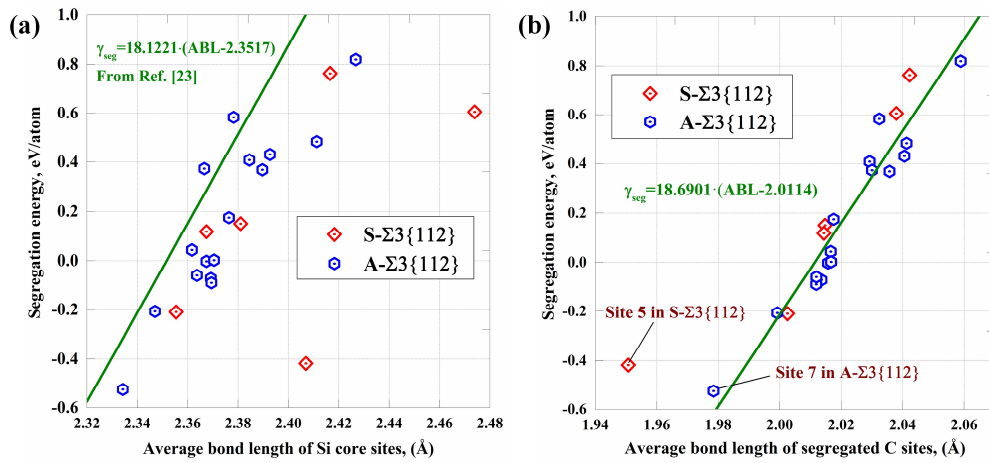 (a)
γseg=18.1221·(ABL-2.3517)
From Ref. [23]
S-Σ3{112}
A-Σ3{112}
Segregation energy, eV/atom
1.0
0.8
0.6
0.4
0.2
0.0
-0.2
-0.4
-0.6
2.32
2.34
2.36
2.38
2.40
2.42
2.44
2.46
2.48
Average bond length of Si core sites, (Å)
(b)
S-Σ3{112}
A-Σ3{112}
γseg=18.6901·(ABL-2.0114)
Site 5 in S-Σ3{112}
Site 7 in A-Σ3{112}
Segregation energy, eV/atom
1.0
0.8
0.6
0.4
0.2
0.0
-0.2
-0.4
-0.6
1.94
1.96
1.98
2.00
2.02
2.04
2.06
Average bond length of segregated C sites, (Å)